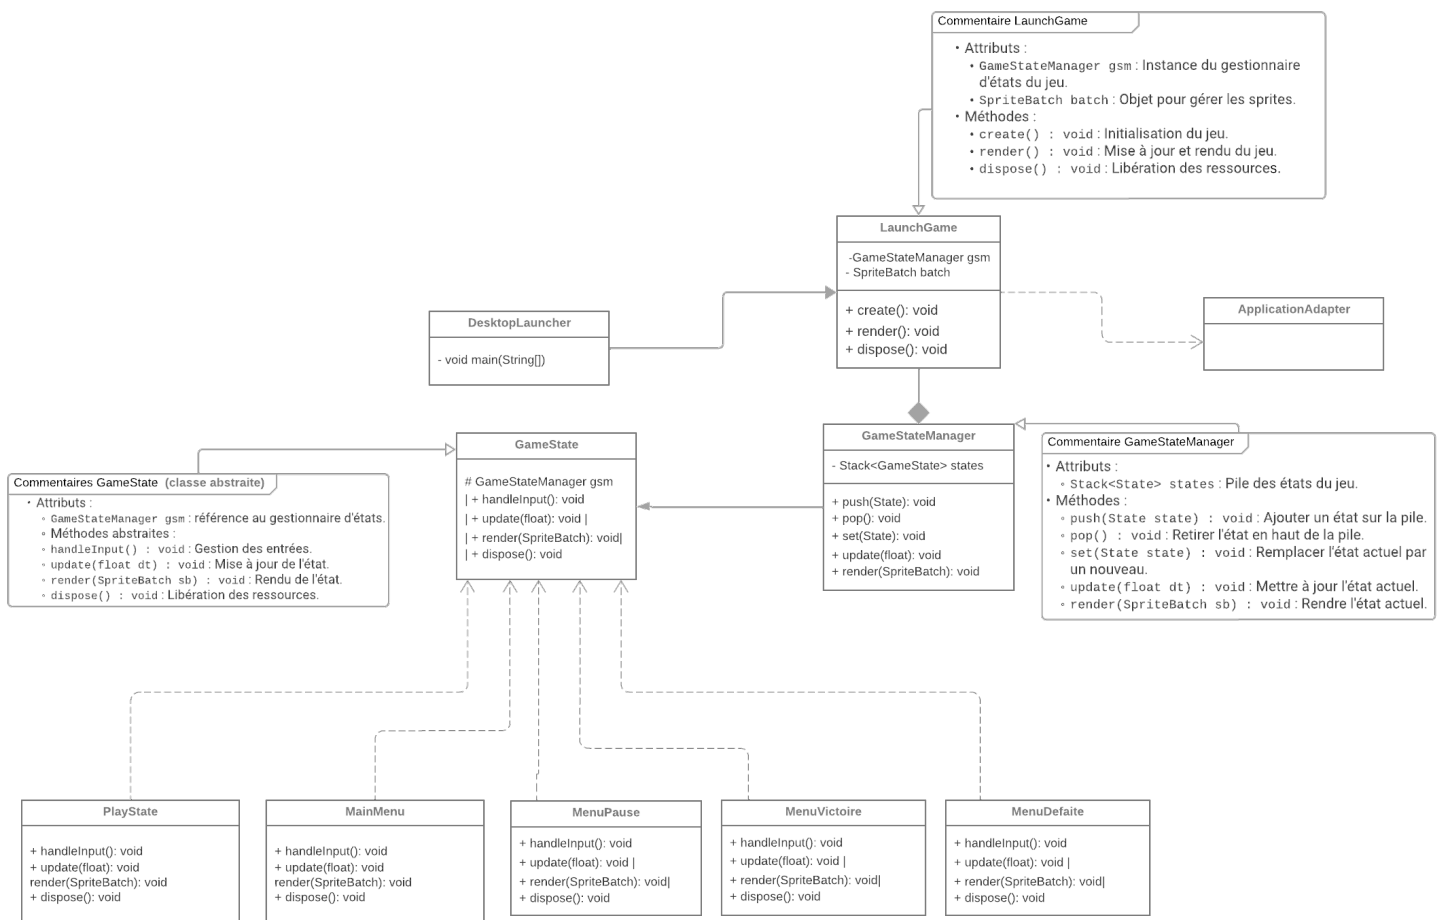 Commentaire LaunchGame
• Attributs :
• GameStateManager gsm : Instance du gestionnaire
d'états du jeu.
• SpriteBatch batch : Objet pour gérer les sprites.
• Méthodes :
• create() : void : Initialisation du jeu.
• render() : void : Mise à jour et rendu du jeu.
• dispose() : void : Libération des ressources.
LaunchGame
-GameStateManager gsm
- SpriteBatch batch
+ create(): void
+ render(): void
+ dispose(): void
DesktopLauncher
- void main(String[])
ApplicationAdapter
GameState
# GameStateManager gsm
| + handleInput(): void
| + update(float): void |
| + render(SpriteBatch): void|
| + dispose(): void
GameStateManager
- Stack<GameState> states
+ push(State): void
+ pop(): void
+ set(State): void
+ update(float): void
+ render(SpriteBatch): void
Commentaire GameStateManager
• Attributs :
◦ Stack<State> states : Pile des états du jeu.
• Méthodes :
◦ push(State state) : void : Ajouter un état sur la pile.
◦ pop() : void : Retirer l'état en haut de la pile.
◦ set(State state) : void : Remplacer l'état actuel par
un nouveau.
◦ update(float dt) : void : Mettre à jour l'état actuel.
◦ render(SpriteBatch sb) : void : Rendre l'état actuel.
Commentaires GameState (classe abstraite)
• Attributs :
◦ GameStateManager gsm : référence au gestionnaire d'états.
◦ Méthodes abstraites :
◦ handleInput() : void : Gestion des entrées.
◦ update(float dt) : void : Mise à jour de l'état.
◦ render(SpriteBatch sb) : void : Rendu de l'état.
◦ dispose() : void : Libération des ressources.
PlayState
+ handleInput(): void
+ update(float): void
render(SpriteBatch): void
+ dispose(): void
MainMenu
+ handleInput(): void
+ update(float): void
render(SpriteBatch): void
+ dispose(): void
MenuPause
+ handleInput(): void
+ update(float): void |
+ render(SpriteBatch): void|
+ dispose(): void
MenuVictoire
+ handleInput(): void
+ update(float): void |
+ render(SpriteBatch): void|
+ dispose(): void
MenuDefaite
+ handleInput(): void
+ update(float): void |
+ render(SpriteBatch): void|
+ dispose(): void